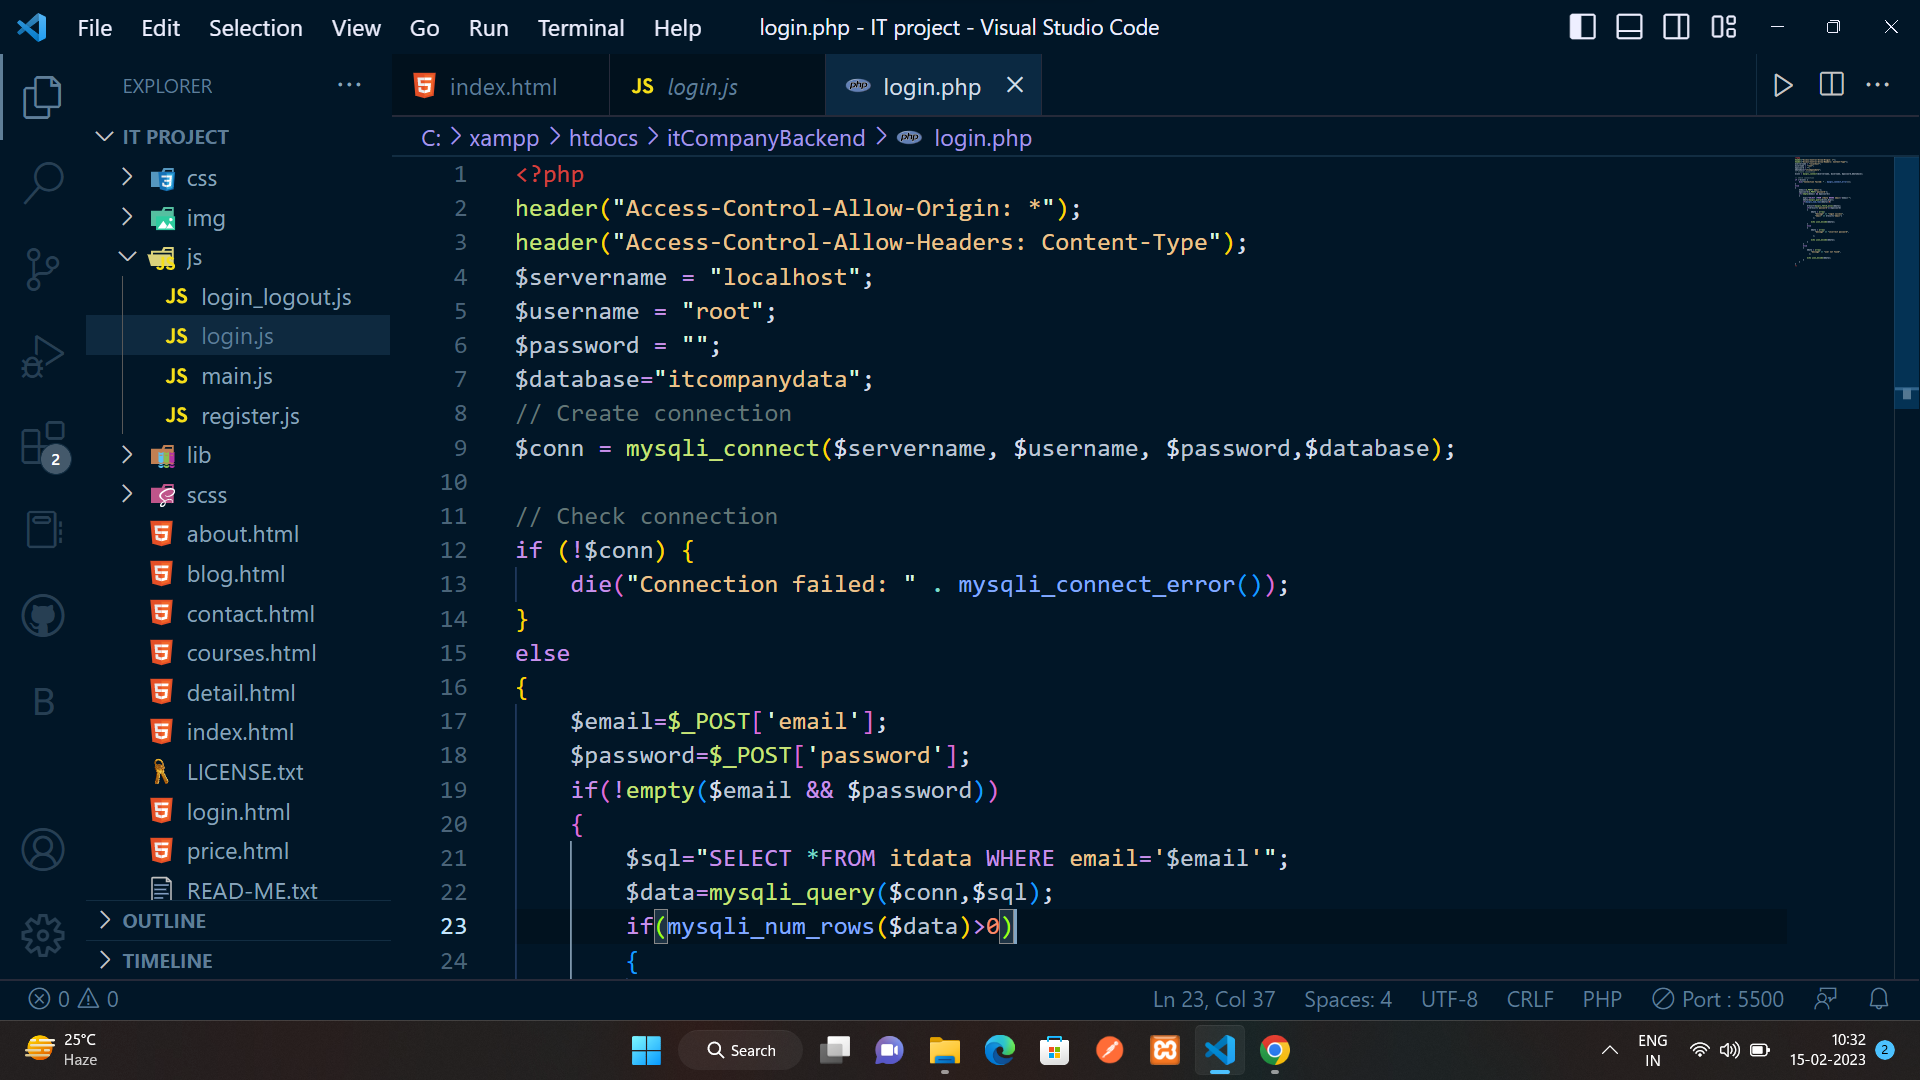 File Edit Selection View Go Run Terminal Help login.php - IT project - Visual Studio Code
EXPLORER
index.html
JS login.js
php login.php
C: > xampp > htdocs > itCompanyBackend > php login.php
IT PROJECT
css
img
js
JS login_logout.js
JS login.js
JS main.js
JS register.js
lib
scss
about.html
blog.html
contact.html
courses.html
detail.html
index.html
LICENSE.txt
login.html
price.html
READ-ME.txt
OUTLINE
TIMELINE
2
B
1 <?php
2 header("Access-Control-Allow-Origin: *");
3 header("Access-Control-Allow-Headers: Content-Type");
4 $servername = "localhost";
5 $username = "root";
6 $password = "";
7 $database="itcompanydata";
8 // Create connection
9 $conn = mysqli_connect($servername, $username, $password,$database);
10
11 // Check connection
12 if (!$conn) {
13     die("Connection failed: " . mysqli_connect_error());
14 }
15 else
16 {
17     $email=$_POST['email'];
18     $password=$_POST['password'];
19     if(!empty($email && $password))
20     {
21         $sql="SELECT *FROM itdata WHERE email='$email'";
22         $data=mysqli_query($conn,$sql);
23         if(mysqli_num_rows($data)>0)
24         {
0 0 Ln 23, Col 37 Spaces: 4 UTF-8 CRLF PHP Port : 5500
25°C
Haze
Search
ENG
IN
10:32
15-02-2023
2